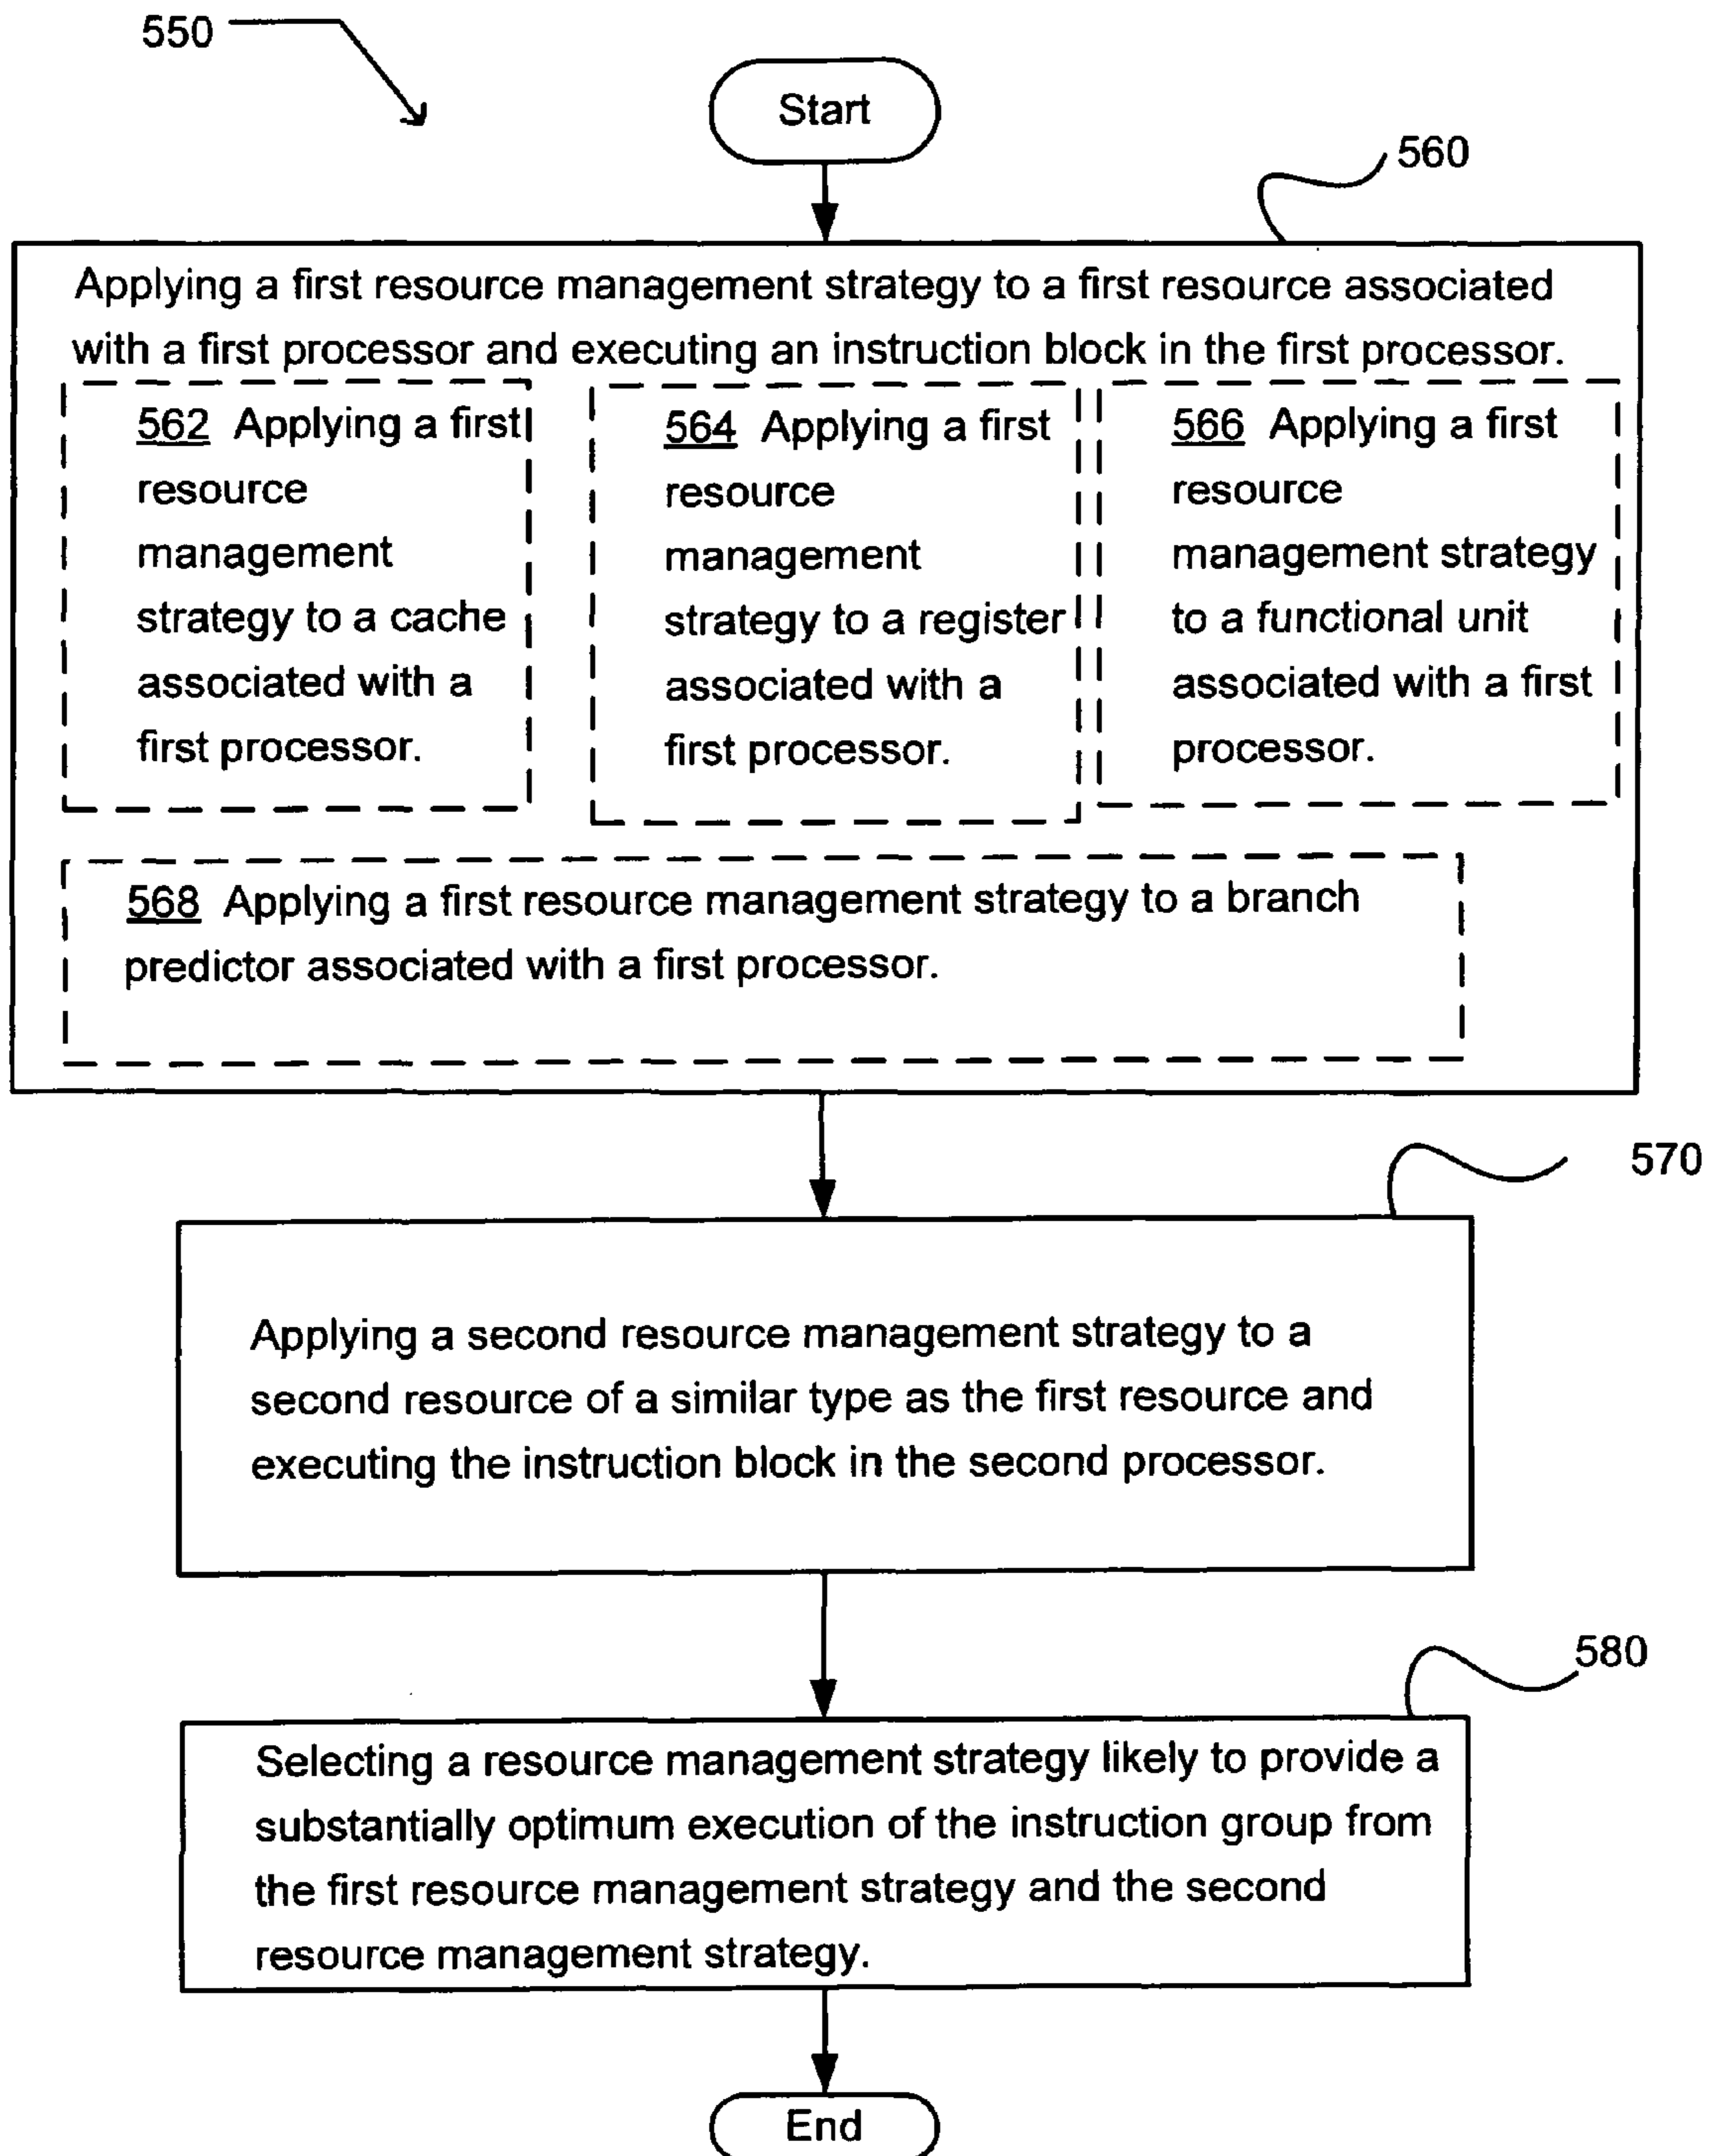 550
Start
560
Applying a first resource management strategy to a first resource associated
with a first processor and executing an instruction block in the first processor.
562 Applying a first
resource
management
strategy to a cache
associated with a
first processor.
564 Applying a first
resource
management
strategy to a register
associated with a
first processor.
566 Applying a first
resource
management strategy
to a functional unit
associated with a first
processor.
568 Applying a first resource management strategy to a branch
predictor associated with a first processor.
570
Applying a second resource management strategy to a
second resource of a similar type as the first resource and
executing the instruction block in the second processor.
580
Selecting a resource management strategy likely to provide a
substantially optimum execution of the instruction group from
the first resource management strategy and the second
resource management strategy.
End